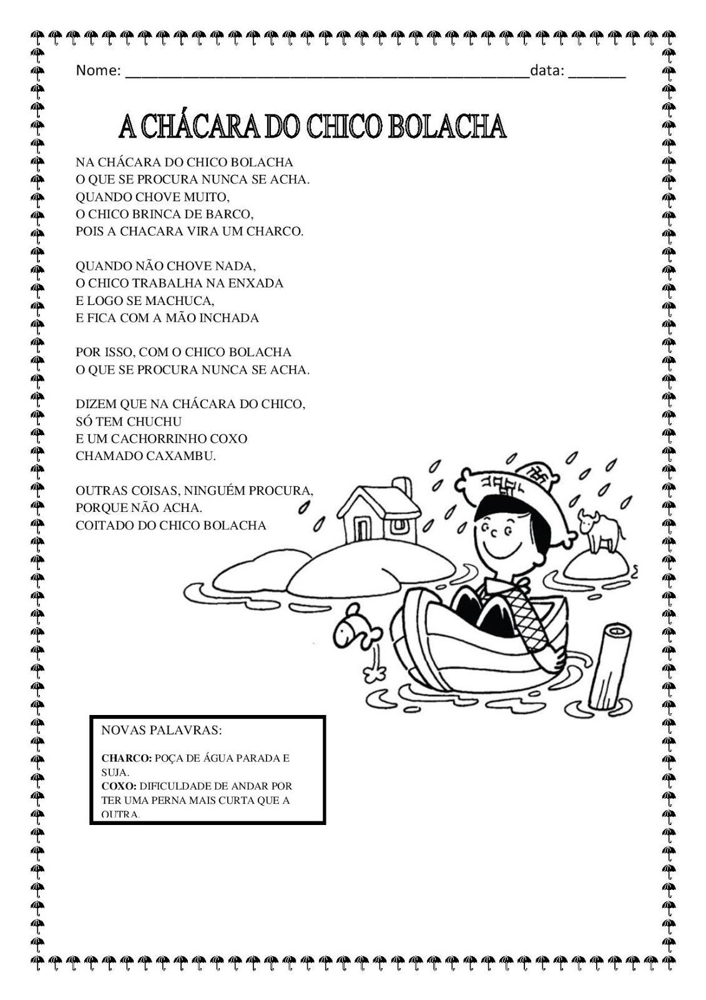 Nome: ______________________________________________________data: _______
A CHÁCARA DO CHICO BOLACHA
NA CHÁCARA DO CHICO BOLACHA
O QUE SE PROCURA NUNCA SE ACHA.
QUANDO CHOVE MUITO,
O CHICO BRINCA DE BARCO,
POIS A CHACARA VIRA UM CHARCO.
QUANDO NÃO CHOVE NADA,
O CHICO TRABALHA NA ENXADA
E LOGO SE MACHUCA,
E FICA COM A MÃO INCHADA
POR ISSO, COM O CHICO BOLACHA
O QUE SE PROCURA NUNCA SE ACHA.
DIZEM QUE NA CHÁCARA DO CHICO,
SÓ TEM CHUCHU
E UM CACHORRINHO COXO
CHAMADO CAXAMBU.
OUTRAS COISAS, NINGUÉM PROCURA,
PORQUE NÃO ACHA.
COITADO DO CHICO BOLACHA
NOVAS PALAVRAS:
CHARCO: POÇA DE ÁGUA PARADA E
SUJA.
COXO: DIFICULDADE DE ANDAR POR
TER UMA PERNA MAIS CURTA QUE A
OUTRA.